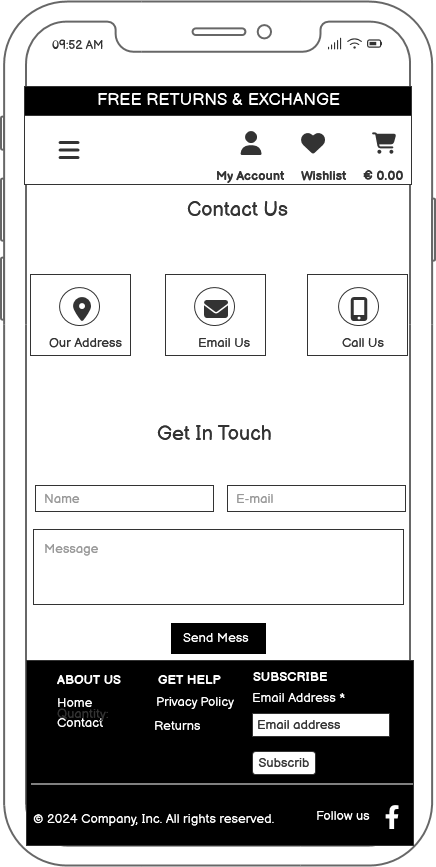 09:52 AM
FREE RETURNS & EXCHANGE
My Account Wishlist € 0.00
Contact Us
Our Address Email Us Call Us
Get In Touch
Name E-mail
Message
Send Mess
ABOUT US GET HELP SUBSCRIBE
Home Privacy Policy Email Address *
Quantity:
Contact Returns Email address
Subscrib
© 2024 Company, Inc. All rights reserved. Follow us